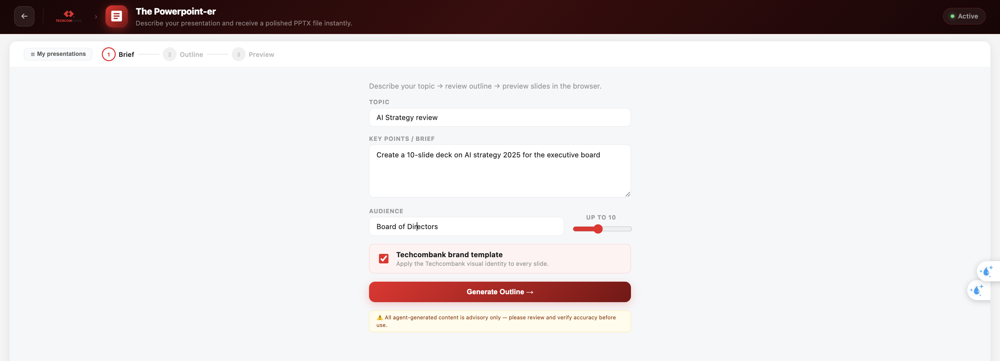 TECHCOMBANK
The Powerpoint-er
Describe your presentation and receive a polished PPTX file instantly.
Active
My presentations
1 Brief
2 Outline
3 Preview
Describe your topic → review outline → preview slides in the browser.
TOPIC
AI Strategy review
KEY POINTS / BRIEF
Create a 10-slide deck on AI strategy 2025 for the executive board
AUDIENCE
UP TO 10
Board of Directors
Techcombank brand template
Apply the Techcombank visual identity to every slide.
Generate Outline →
All agent-generated content is advisory only — please review and verify accuracy before
use.